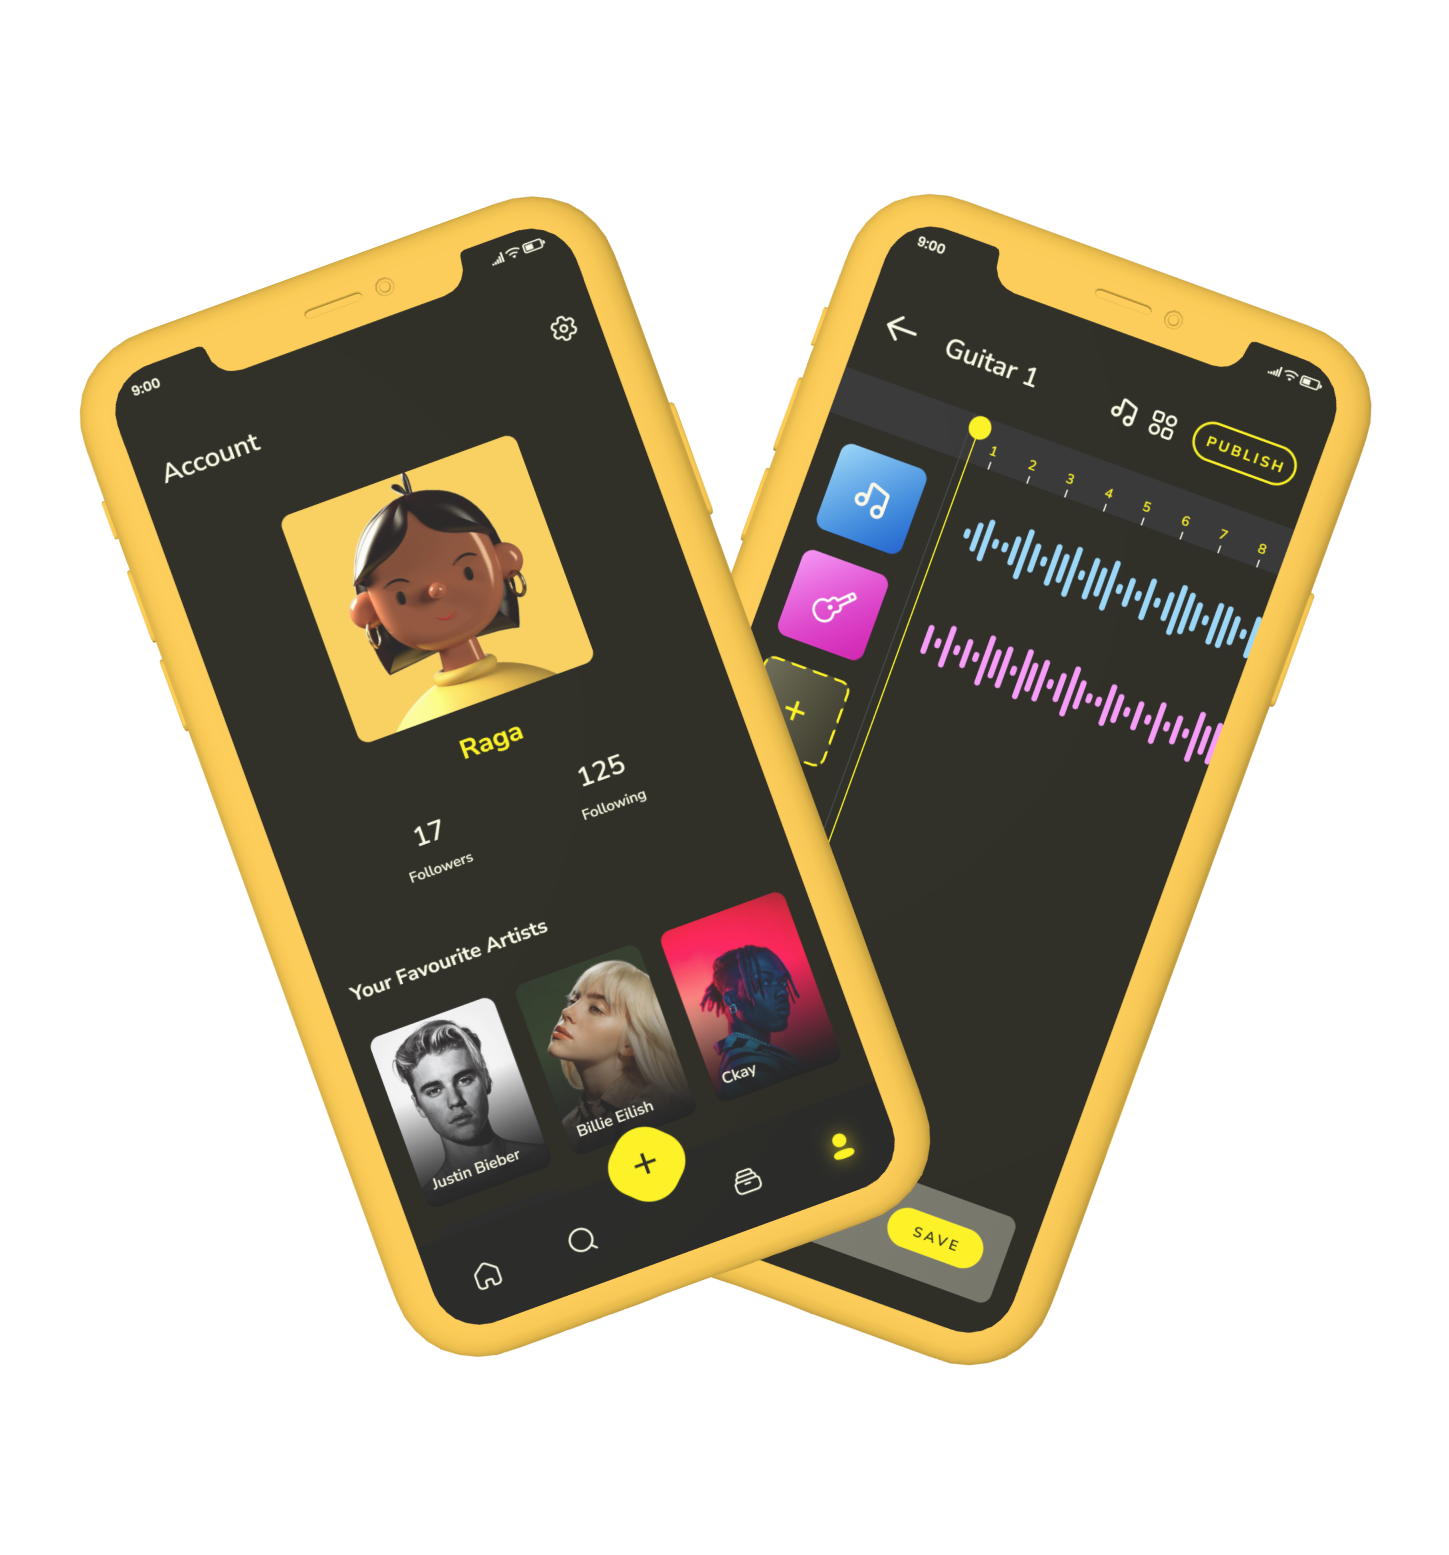 9:00
Account
Raga
17
Followers
125
Following
Your Favourite Artists
Justin Bieber
Billie Eilish
Ckay
9:00
Guitar 1
PUBLISH
1 2 3 4 5 6 7 8
SAVE